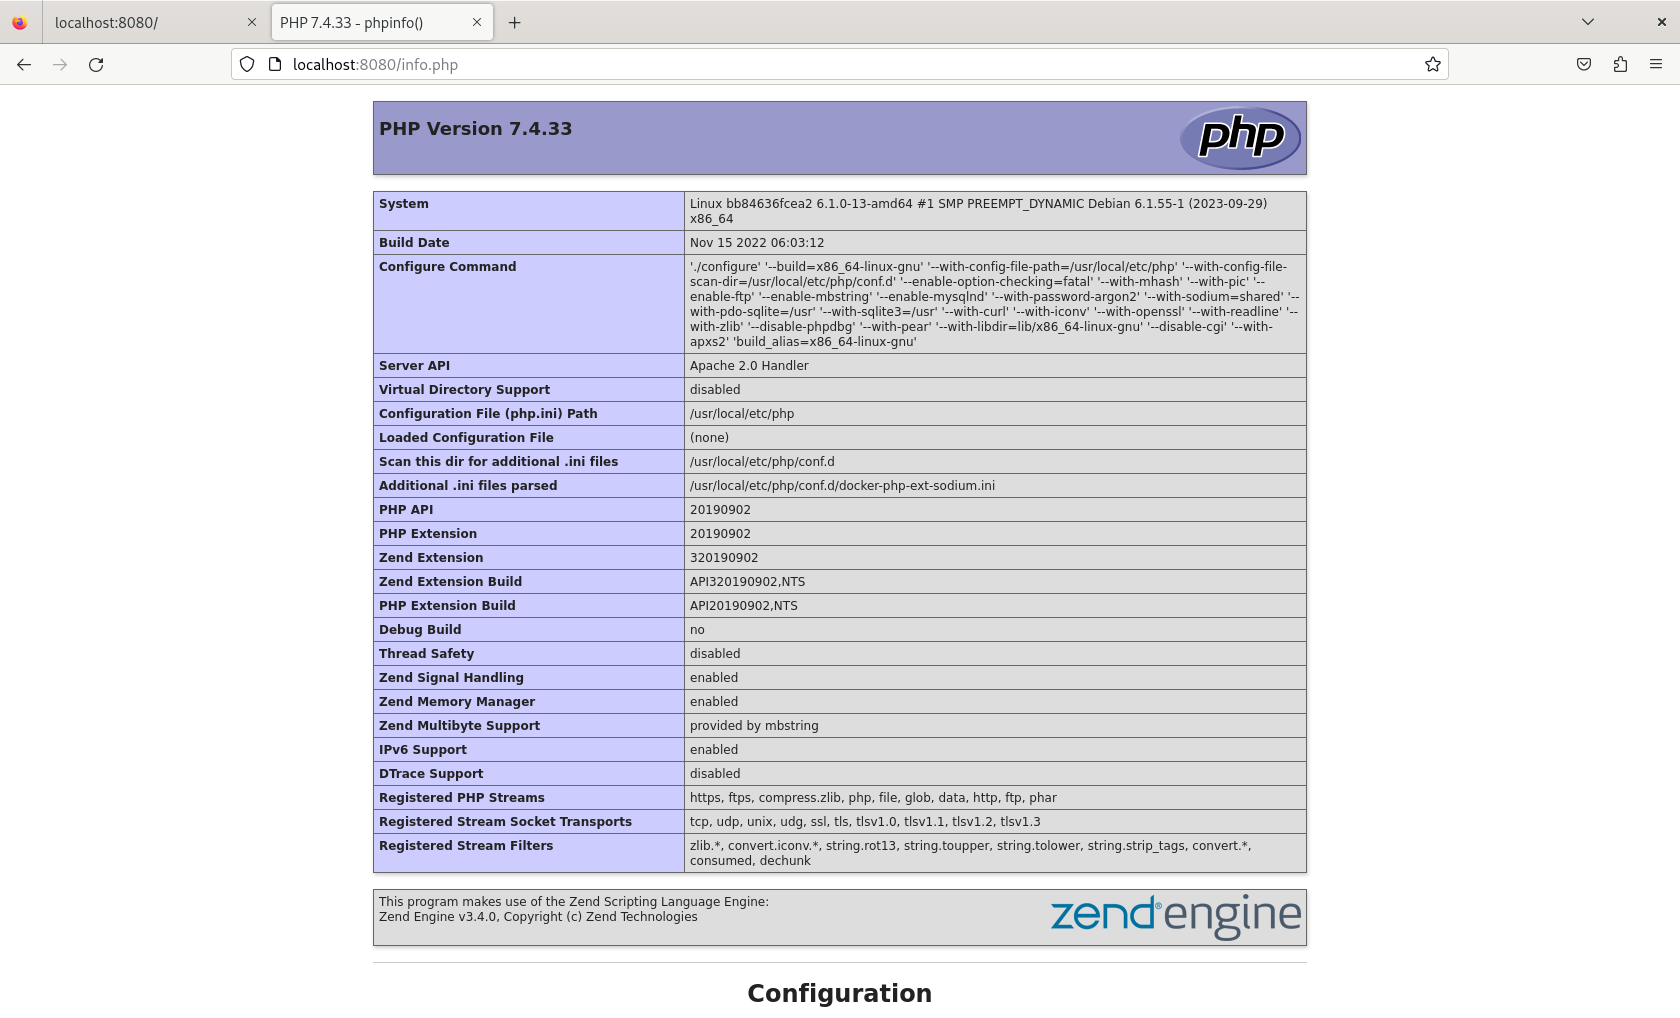 localhost:8080/
PHP 7.4.33 - phpinfo()
localhost:8080/info.php
PHP Version 7.4.33
php
System Linux bb84636fcea2 6.1.0-13-amd64 #1 SMP PREEMPT_DYNAMIC Debian 6.1.55-1 (2023-09-29)
x86_64
Build Date Nov 15 2022 06:03:12
Configure Command './configure' '--build=x86_64-linux-gnu' '--with-config-file-path=/usr/local/etc/php' '--with-config-file-
scan-dir=/usr/local/etc/php/conf.d' '--enable-option-checking=fatal' '--with-mhash' '--with-pic' '--
enable-ftp' '--enable-mbstring' '--enable-mysqlnd' '--with-password-argon2' '--with-sodium=shared' '--
with-pdo-sqlite=/usr' '--with-sqlite3=/usr' '--with-curl' '--with-iconv' '--with-openssl' '--with-readline' '--
with-zlib' '--disable-phpdbg' '--with-pear' '--with-libdir=lib/x86_64-linux-gnu' '--disable-cgi' '--with-
apxs2' 'build_alias=x86_64-linux-gnu'
Server API Apache 2.0 Handler
Virtual Directory Support disabled
Configuration File (php.ini) Path /usr/local/etc/php
Loaded Configuration File (none)
Scan this dir for additional .ini files /usr/local/etc/php/conf.d
Additional .ini files parsed /usr/local/etc/php/conf.d/docker-php-ext-sodium.ini
PHP API 20190902
PHP Extension 20190902
Zend Extension 320190902
Zend Extension Build API320190902,NTS
PHP Extension Build API20190902,NTS
Debug Build no
Thread Safety disabled
Zend Signal Handling enabled
Zend Memory Manager enabled
Zend Multibyte Support provided by mbstring
IPv6 Support enabled
DTrace Support disabled
Registered PHP Streams https, ftps, compress.zlib, php, file, glob, data, http, ftp, phar
Registered Stream Socket Transports tcp, udp, unix, udg, ssl, tls, tlsv1.0, tlsv1.1, tlsv1.2, tlsv1.3
Registered Stream Filters zlib.*, convert.iconv.*, string.rot13, string.toupper, string.tolower, string.strip_tags, convert.*,
consumed, dechunk
This program makes use of the Zend Scripting Language Engine:
Zend Engine v3.4.0, Copyright (c) Zend Technologies
zend® engine
Configuration